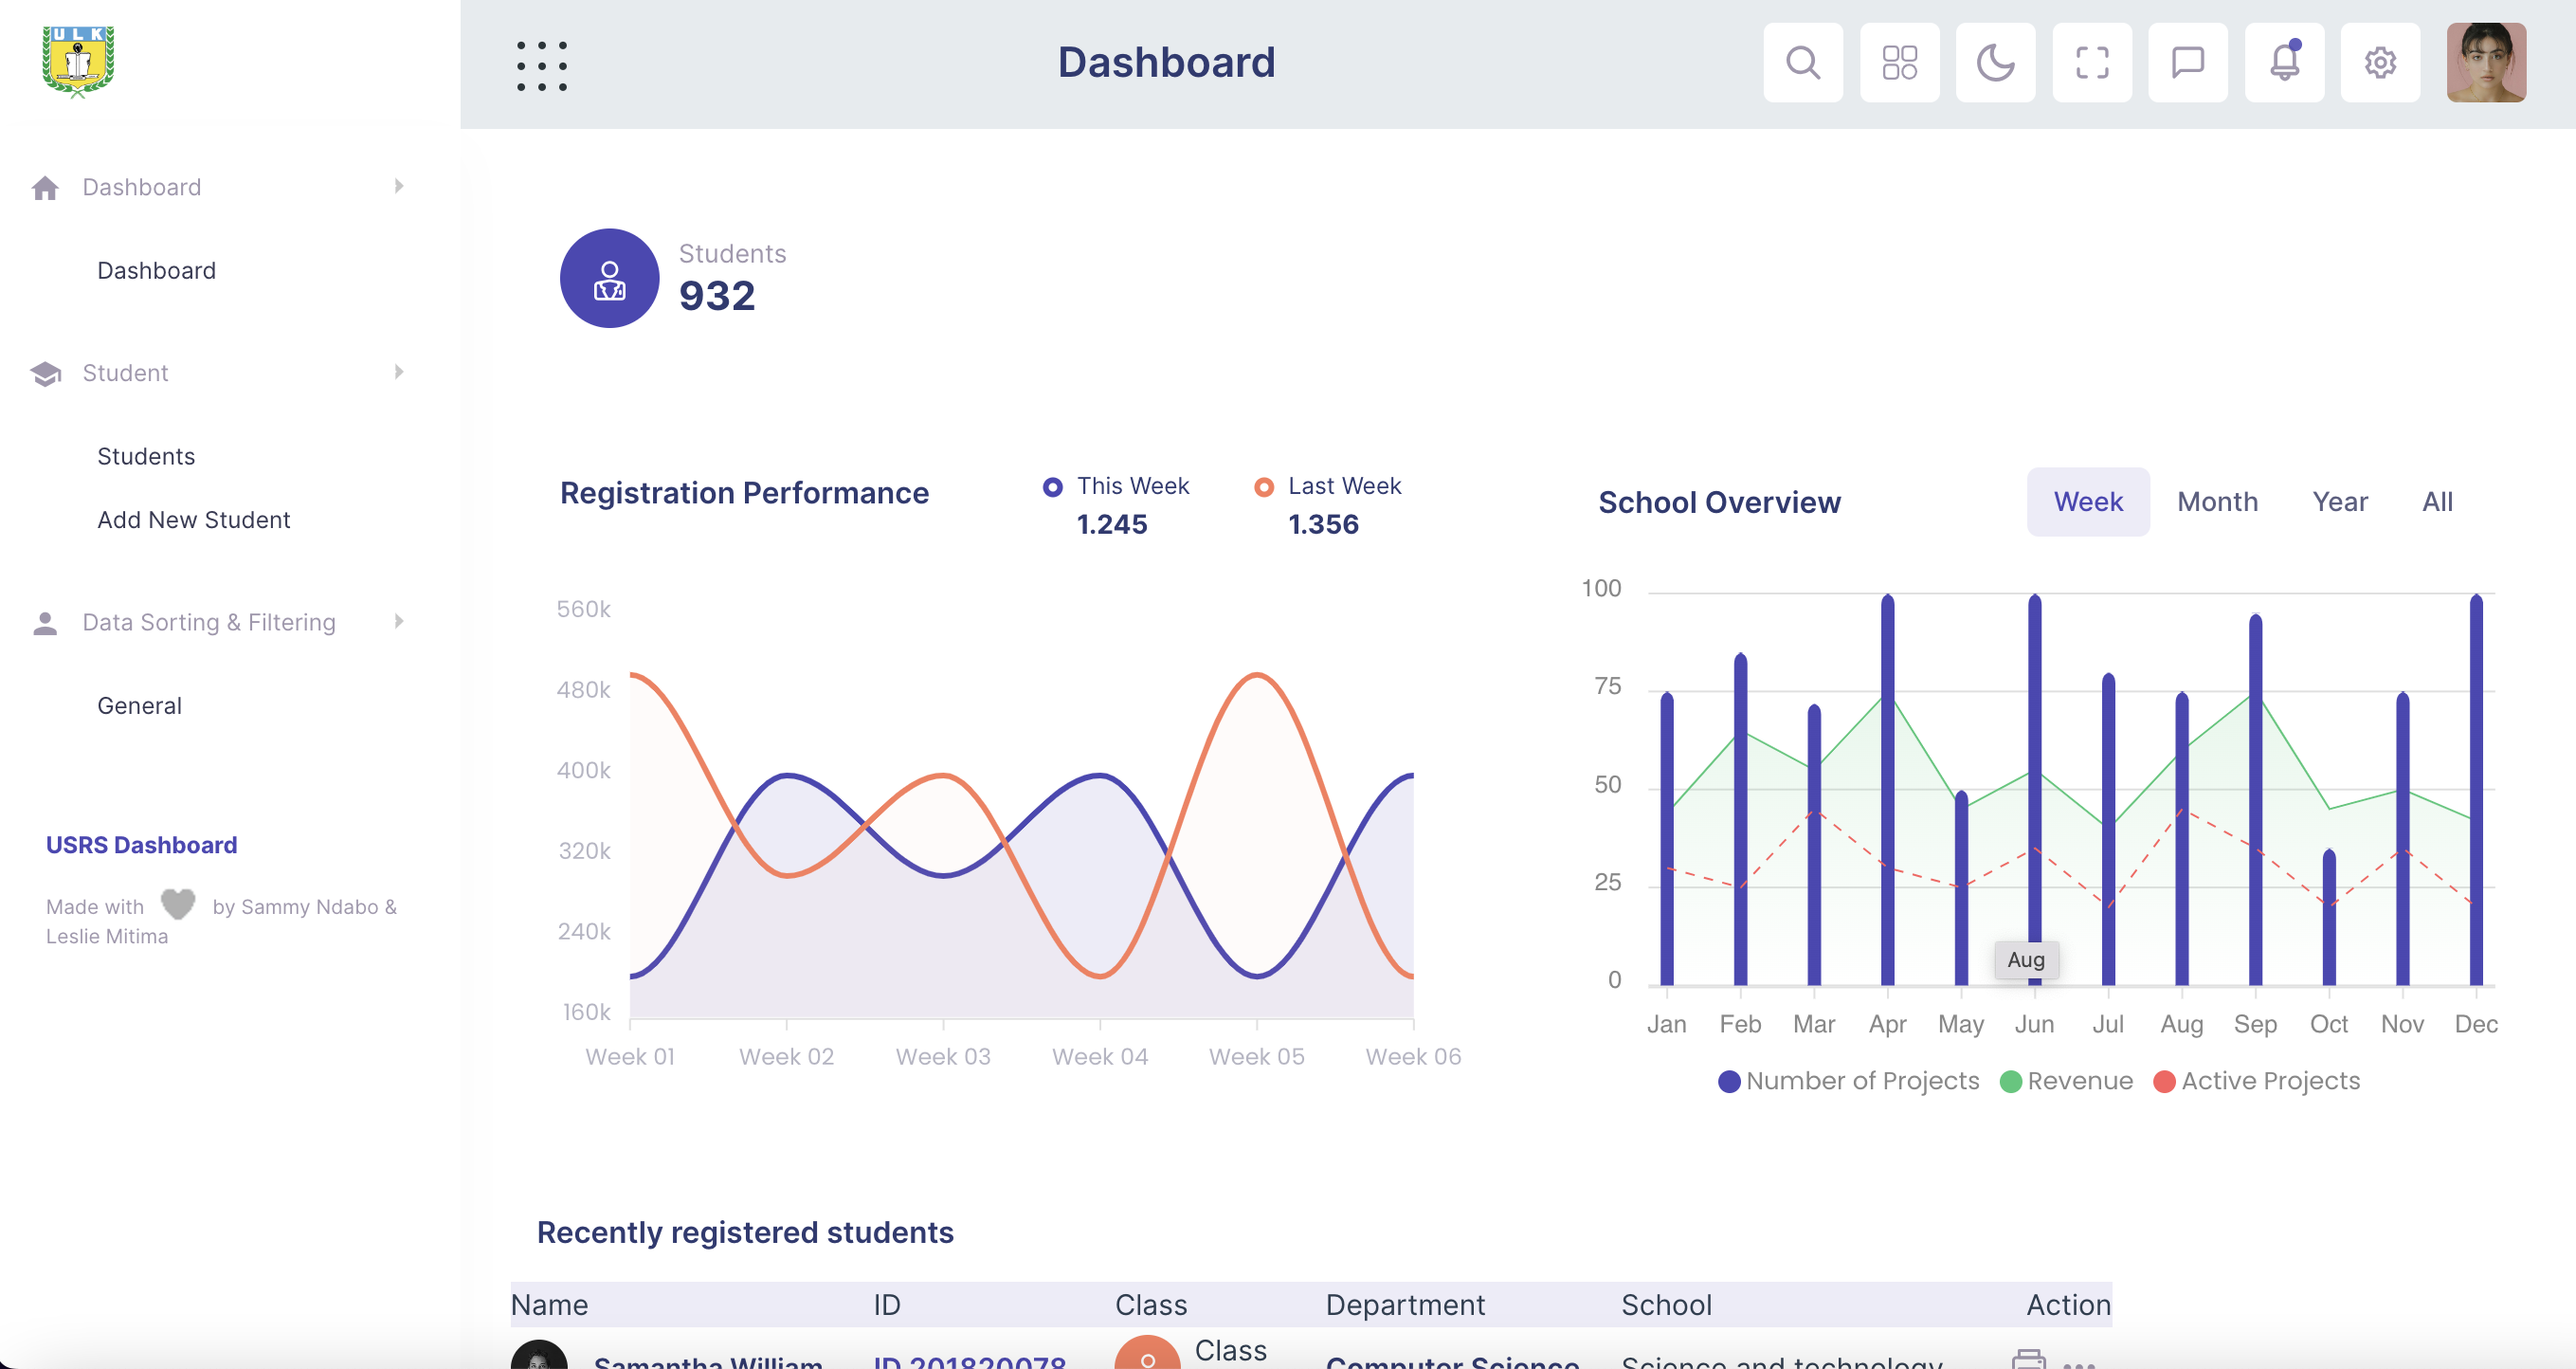 ULK
Dashboard
Dashboard
Dashboard
Student
Students
Add New Student
Data Sorting & Filtering
General
USRS Dashboard
Made with by Sammy Ndabo &
Leslie Mitima
Students
932
Registration Performance
This Week
1.245
Last Week
1.356
560k
480k
400k
320k
240k
160k
Week 01 Week 02 Week 03 Week 04 Week 05 Week 06
School Overview
Week Month Year All
100
75
50
25
0
Aug
Jan Feb Mar Apr May Jun Jul Aug Sep Oct Nov Dec
Number of Projects Revenue Active Projects
Recently registered students
Name ID Class Department School Action
Class
Samantha William ID 201820078 Computer Science Science and technology